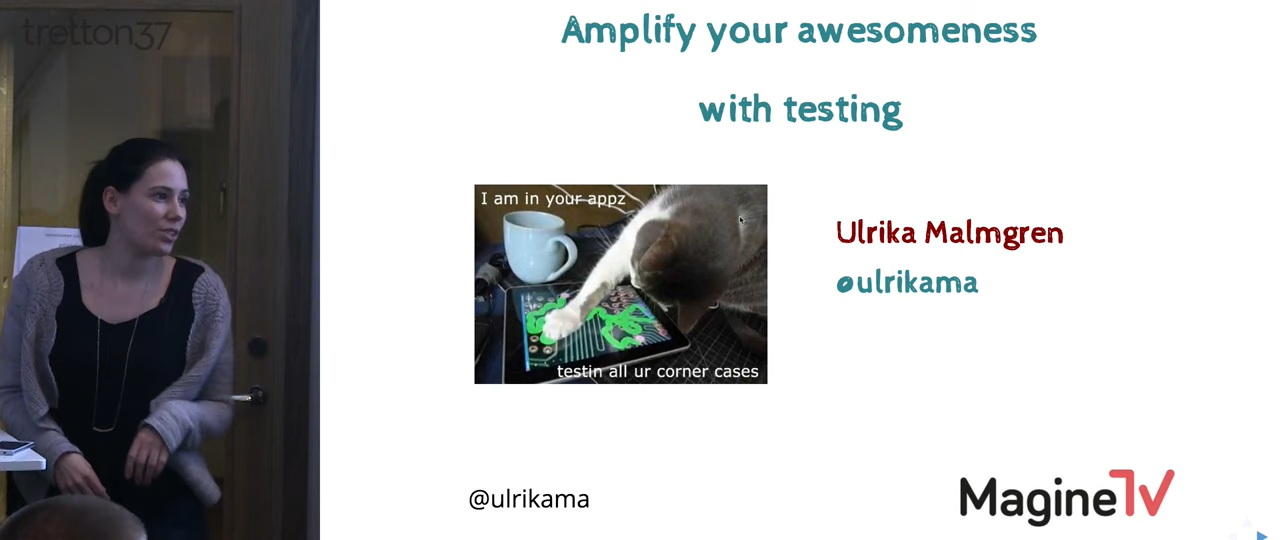 tretton37
Amplify your awesomeness
with testing
I am in your appz
testin all ur corner cases
Ulrika Malmgren
@ulrikama
@ulrikama
MagineTV